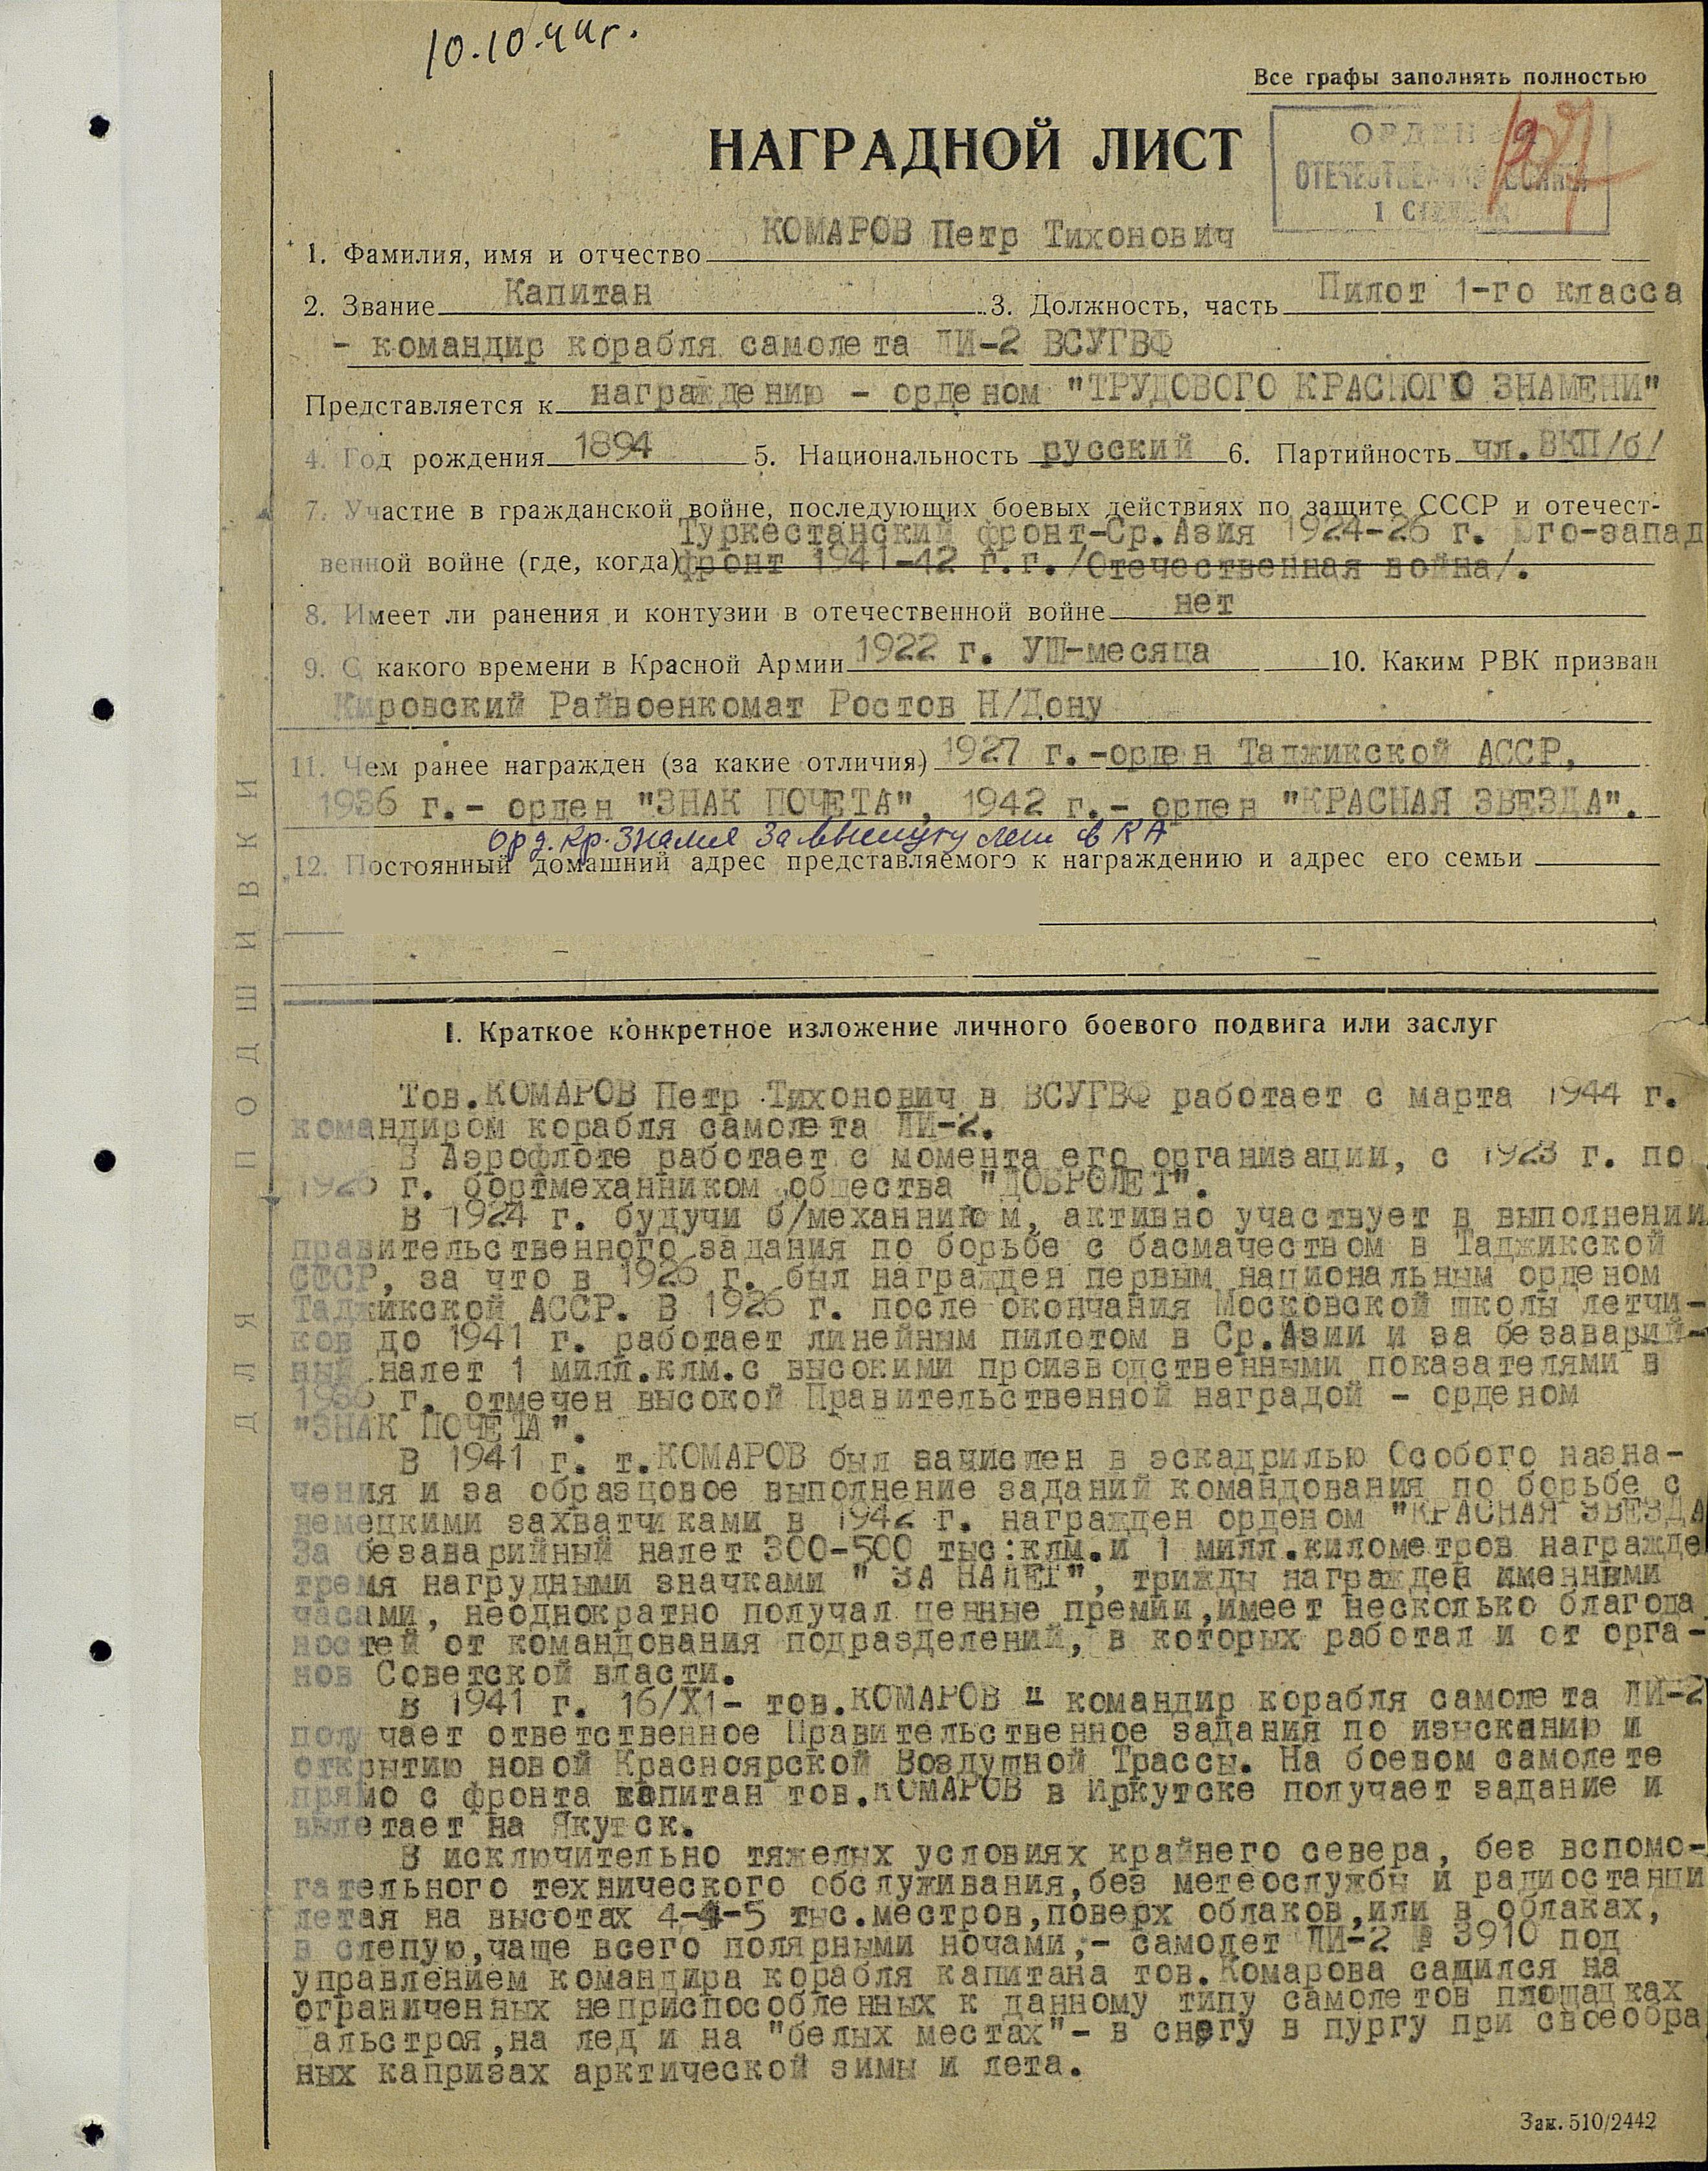 10.10.44г.
Все графы заполнять полностью
НАГРАДНОЙ ЛИСТ
ОРДЕН
ОТЕЧЕСТВЕННАЯ ВОЙНА
1 СТЕПЕНИ
1. Фамилия, имя и отчество КОМАРОВ Петр Тихонович
2. Звание Капитан 3. Должность, часть Пилот 1-го класса
- командир корабля самолета ЛИ-2 ВСУГВФ
Представляется к награждению - орденом "ТРУДОВОГО КРАСНОГО ЗНАМЕНИ"
4. Год рождения 1894 5. Национальность русский 6. Партийность чл.ВКП/б/
7. Участие в гражданской войне, последующих боевых действиях по защите СССР и отечест-
Туркестанский фронт-Ср.Азия 1924-26 г. Юго-запад
венной войне (где, когда) фронт 1941-42 г.г./Отечественная война/.
8. Имеет ли ранения и контузии в отечественной войне нет
9. С какого времени в Красной Армии 1922 г. УШ-месяца 10. Каким РВК призван
Кировский Райвоенкомат Ростов Н/Дону
11. Чем ранее награжден (за какие отличия) 1927 г.-орден Таджикской АССР,
1936 г.- орден "ЗНАК ПОЧЕТА", 1942 г.- орден "КРАСНАЯ ЗВЕЗДА".
орд. Кр. Знамя За выслугу лет в КА
12. Постоянный домашний адрес представляемого к награждению и адрес его семьи
ДЛЯ ПОДШИВКИ
1. Краткое конкретное изложение личного боевого подвига или заслуг
Тов.КОМАРОВ Петр Тихонович в ВСУГВФ работает с марта 1944 г.
командиром корабля самолета ЛИ-2.
В Аэрофлоте работает с момента его организации, с 1923 г. по
1925 г. бортмехаником общества "ДОБРОЛЕТ".
В 1924 г. будучи б/механником, активно участвует в выполнении
правительственного задания по борьбе с басмачеством в Таджикской
СССР, за что в 1926 г. был награжден первым национальным орденом
Таджикской АССР. В 1926 г. после окончания Московской школы летчи-
ков до 1941 г. работает линейным пилотом в Ср.Азии и за безаварий-
ный налет 1 милл.клм.с высокими производственными показателями в
1936 г. отмечен высокой Правительственной наградой - орденом
"ЗНАК ПОЧЕТА".
В 1941 г. т.КОМАРОВ был зачислен в эскадрилью Особого назна-
чения и за образцовое выполнение заданий командования по борьбе с
немецкими захватчиками в 1942 г. награжден орденом "КРАСНАЯ ЗВЕЗДА
За безаварийный налет 300-500 тыс:клм.и 1 милл.километров награжде
тремя нагрудными значками " ЗА НАЛЕТ", трижды награжден именными
часами, неоднократно получал ценные премии,имеет несколько благода
ностей от командования подразделений, в которых работал и от орга-
нов Советской власти.
В 1941 г. 16/X1- тов.КОМАРОВ - командир корабля самолета ЛИ-2
получает ответственное Правительственное задания по изысканию и
открытию новой Красноярской Воздушной Трассы. На боевом самолете
прямо с фронта капитан тов.КОМАРОВ в Иркутске получает задание и
вылетает на Якутск.
В исключительно тяжелых условиях крайнего севера, без вспомо-
гательного технического обслуживания,без метеослужбы и радиостанци
летая на высотах 4-4-5 тыс.местров,поверх облаков,или в облаках,
в слепую,чаще всего полярными ночами,- самолет ЛИ-2 № 3910 под
управлением командира корабля капитана тов.Комарова садился на
ограниченных неприспособленных к данному типу самолетов площадках
Дальстроя,на лед и на "белых местах"- в снегу в пургу при своеобра
ных капризах арктической зимы и лета.
Зак. 510/2442